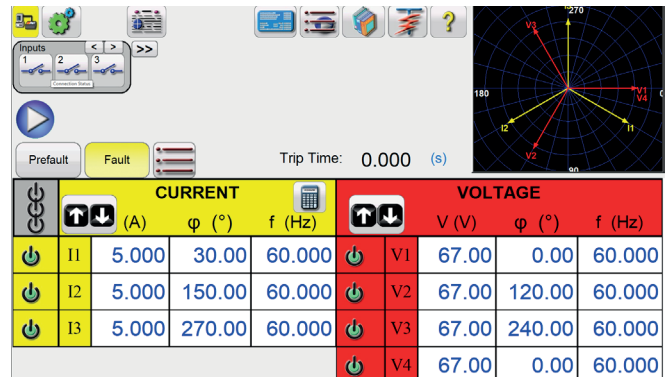 Inputs < > >>
1 2 3
Connection Status
?
270
V3
180 V1 0
V4
I2 I1
V2
90
Prefault Fault Trip Time: 0.000 (s)
CURRENT VOLTAGE
(A) φ (°) f (Hz) V (V) φ (°) f (Hz)
I1 5.000 30.00 60.000 V1 67.00 0.00 60.000
I2 5.000 150.00 60.000 V2 67.00 120.00 60.000
I3 5.000 270.00 60.000 V3 67.00 240.00 60.000
V4 67.00 0.00 60.000